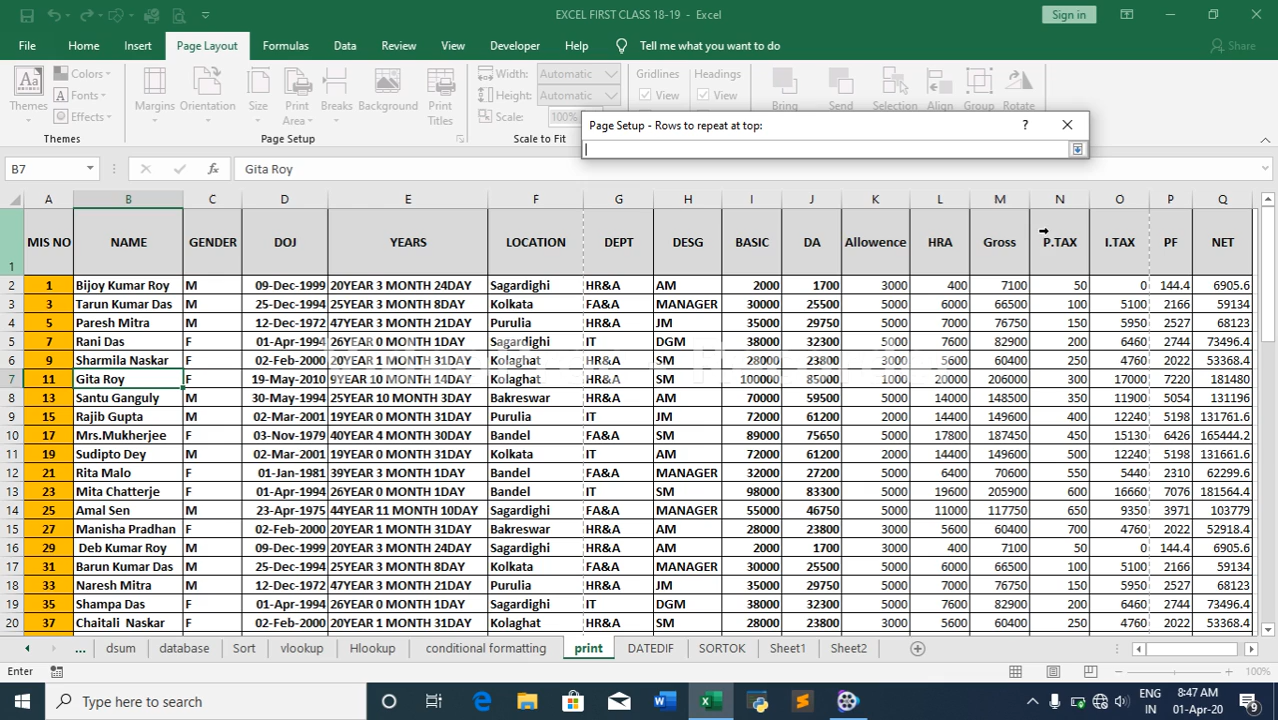 EXCEL FIRST CLASS 18-19 - Excel
Sign in
File Home Insert Page Layout Formulas Data Review View Developer Help Tell me what you want to do Share
Themes Colors Fonts Effects
Themes
Margins Orientation Size Print Area Breaks Background Print Titles
Page Setup
Width: Automatic
Height: Automatic
Scale: 100%
Scale to Fit
Gridlines View
Headings View
Bring Send Selection Align Group Rotate
Page Setup - Rows to repeat at top:
B7 Gita Roy
A B C D E F G H I J K L M N O P Q
1 MIS NO NAME GENDER DOJ YEARS LOCATION DEPT DESG BASIC DA Allowence HRA Gross P.TAX I.TAX PF NET
2 1 Bijoy Kumar Roy M 09-Dec-1999 20YEAR 3 MONTH 24DAY Sagardighi HR&A AM 2000 1700 3000 400 7100 50 0 144.4 6905.6
3 3 Tarun Kumar Das M 25-Dec-1994 25YEAR 3 MONTH 8DAY Kolkata FA&A MANAGER 30000 25500 5000 6000 66500 100 5100 2166 59134
4 5 Paresh Mitra M 12-Dec-1972 47YEAR 3 MONTH 21DAY Purulia HR&A JM 35000 29750 5000 7000 76750 150 5950 2527 68123
5 7 Rani Das F 01-Apr-1994 26YEAR 0 MONTH 1DAY Sagardighi IT DGM 38000 32300 5000 7600 82900 200 6460 2744 73496.4
6 9 Sharmila Naskar F 02-Feb-2000 20YEAR 1 MONTH 31DAY Kolaghat HR&A SM 28000 23800 3000 5600 60400 250 4760 2022 53368.4
7 11 Gita Roy F 19-May-2010 9YEAR 10 MONTH 14DAY Kolaghat HR&A SM 100000 85000 1000 20000 206000 300 17000 7220 181480
8 13 Santu Ganguly M 30-May-1994 25YEAR 10 MONTH 3DAY Bakreswar HR&A AM 70000 59500 5000 14000 148500 350 11900 5054 131196
9 15 Rajib Gupta M 02-Mar-2001 19YEAR 0 MONTH 31DAY Purulia IT JM 72000 61200 2000 14400 149600 400 12240 5198 131761.6
10 17 Mrs.Mukherjee F 03-Nov-1979 40YEAR 4 MONTH 30DAY Bandel FA&A SM 89000 75650 5000 17800 187450 450 15130 6426 165444.2
11 19 Sudipto Dey M 02-Mar-2001 19YEAR 0 MONTH 31DAY Kolkata IT AM 72000 61200 2000 14400 149600 500 12240 5198 131661.6
12 21 Rita Malo F 01-Jan-1981 39YEAR 3 MONTH 1DAY Bandel FA&A MANAGER 32000 27200 5000 6400 70600 550 5440 2310 62299.6
13 23 Mita Chatterje F 01-Apr-1994 26YEAR 0 MONTH 1DAY Bandel IT SM 98000 83300 5000 19600 205900 600 16660 7076 181564.4
14 25 Amal Sen M 23-Apr-1975 44YEAR 11 MONTH 10DAY Sagardighi FA&A MANAGER 55000 46750 5000 11000 117750 650 9350 3971 103779
15 27 Manisha Pradhan F 02-Feb-2000 20YEAR 1 MONTH 31DAY Bakreswar HR&A AM 28000 23800 3000 5600 60400 700 4760 2022 52918.4
16 29 Deb Kumar Roy M 09-Dec-1999 20YEAR 3 MONTH 24DAY Sagardighi HR&A AM 2000 1700 3000 400 7100 50 0 144.4 6905.6
17 31 Barun Kumar Das M 25-Dec-1994 25YEAR 3 MONTH 8DAY Kolkata FA&A MANAGER 30000 25500 5000 6000 66500 100 5100 2166 59134
18 33 Naresh Mitra M 12-Dec-1972 47YEAR 3 MONTH 21DAY Purulia HR&A JM 35000 29750 5000 7000 76750 150 5950 2527 68123
19 35 Shampa Das F 01-Apr-1994 26YEAR 0 MONTH 1DAY Sagardighi IT DGM 38000 32300 5000 7600 82900 200 6460 2744 73496.4
20 37 Chaitali Naskar F 02-Feb-2000 20YEAR 1 MONTH 31DAY Kolaghat HR&A SM 28000 23800 3000 5600 60400 200 4760 2022 53368.4
... dsum database Sort vlookup Hlookup conditional formatting print DATEDIF SORTOK Sheet1 Sheet2
Enter 100%
Type here to search
ENG IN
8:47 AM
01-Apr-20
9